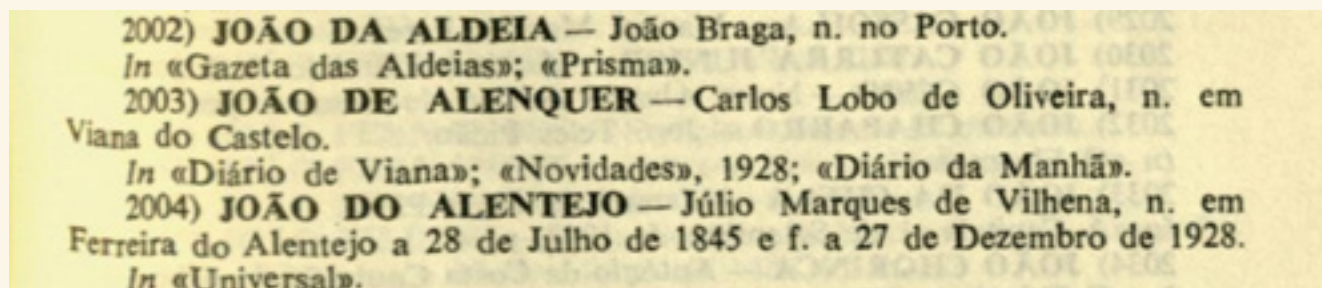 2002) JOÃO DA ALDEIA — João Braga, n. no Porto.
In «Gazeta das Aldeias»; «Prisma».
2003) JOÃO DE ALENQUER — Carlos Lobo de Oliveira, n. em
Viana do Castelo.
In «Diário de Viana»; «Novidades», 1928; «Diário da Manhã».
2004) JOÃO DO ALENTEJO — Júlio Marques de Vilhena, n. em
Ferreira do Alentejo a 28 de Julho de 1845 e f. a 27 de Dezembro de 1928.
In «Universal».